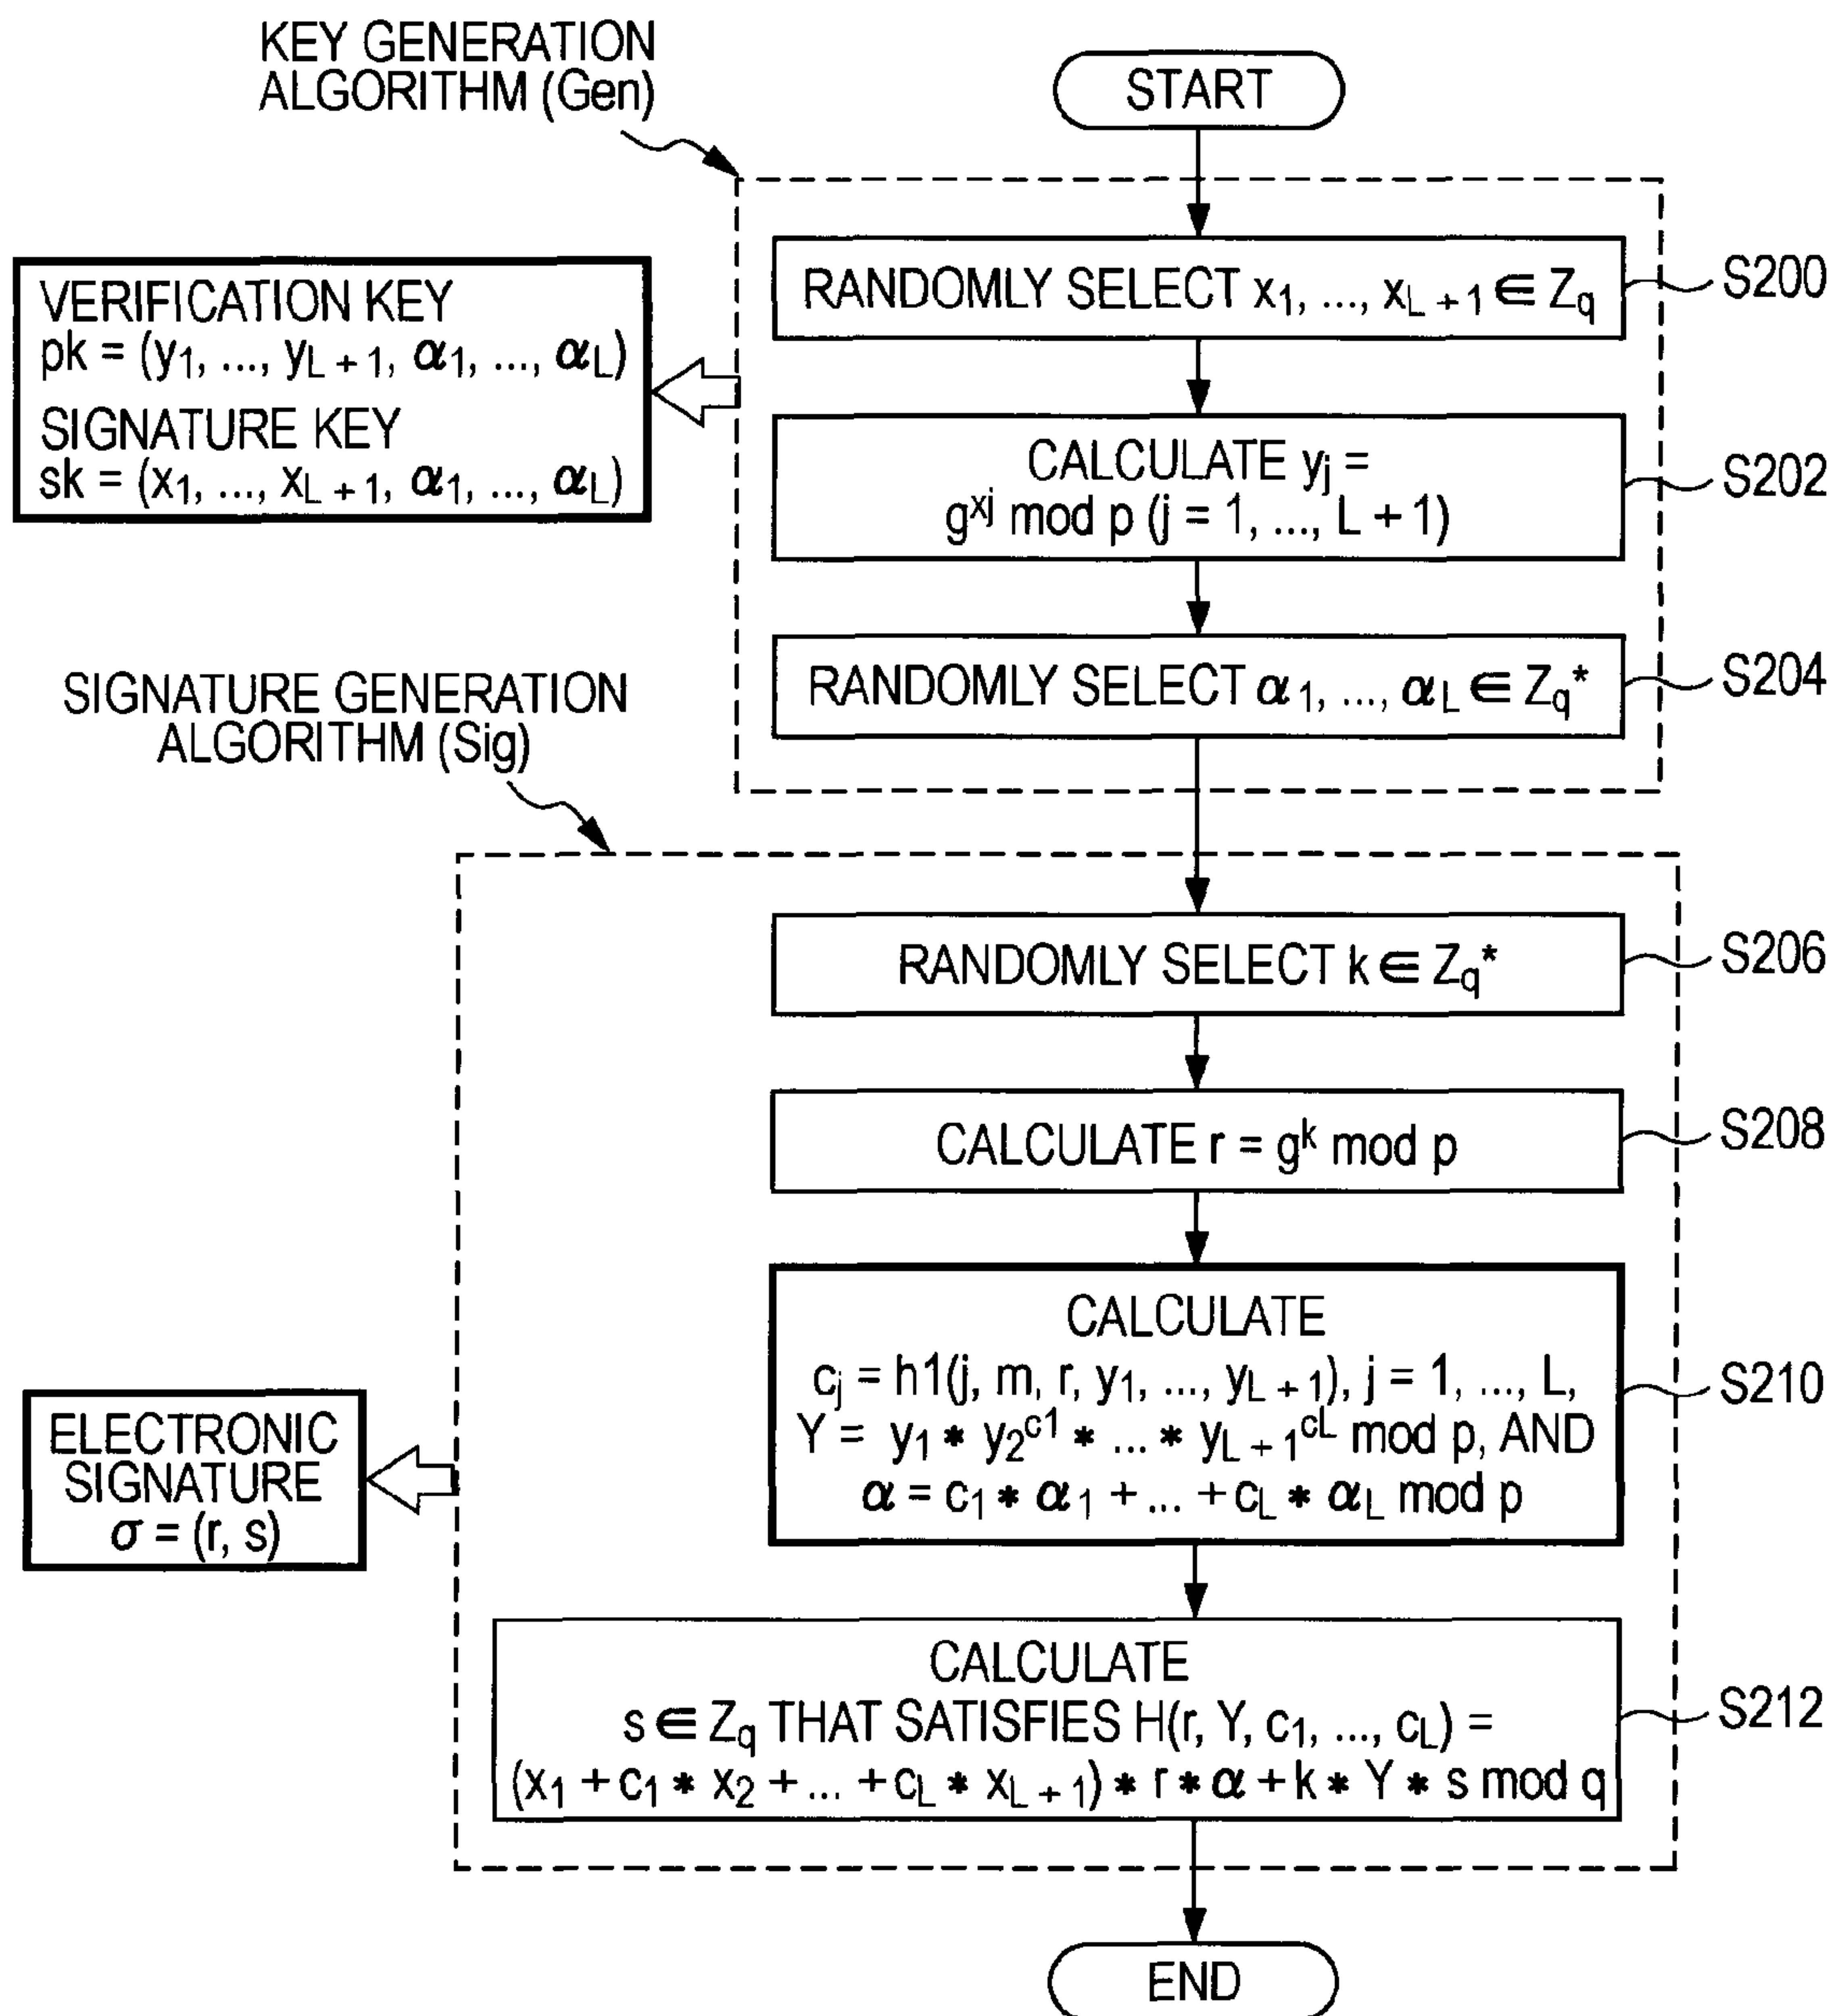 KEY GENERATION
ALGORITHM (Gen)
START
RANDOMLY SELECT x1, ..., xL + 1 ∈ Zq
S200
VERIFICATION KEY
pk = (y1, ..., yL + 1, α1, ..., αL)
SIGNATURE KEY
sk = (x1, ..., xL + 1, α1, ..., αL)
CALCULATE yj =
g^xj mod p (j = 1, ..., L + 1)
S202
RANDOMLY SELECT α1, ..., αL ∈ Zq*
S204
SIGNATURE GENERATION
ALGORITHM (Sig)
RANDOMLY SELECT k ∈ Zq*
S206
CALCULATE r = g^k mod p
S208
CALCULATE
cj = h1(j, m, r, y1, ..., yL + 1), j = 1, ..., L,
Y = y1 * y2^c1 * ... * yL + 1^cL mod p, AND
α = c1 * α1 + ... + cL * αL mod p
S210
ELECTRONIC
SIGNATURE
σ = (r, s)
CALCULATE
s ∈ Zq THAT SATISFIES H(r, Y, c1, ..., cL) =
(x1 + c1 * x2 + ... + cL * xL + 1) * r * α + k * Y * s mod q
S212
END